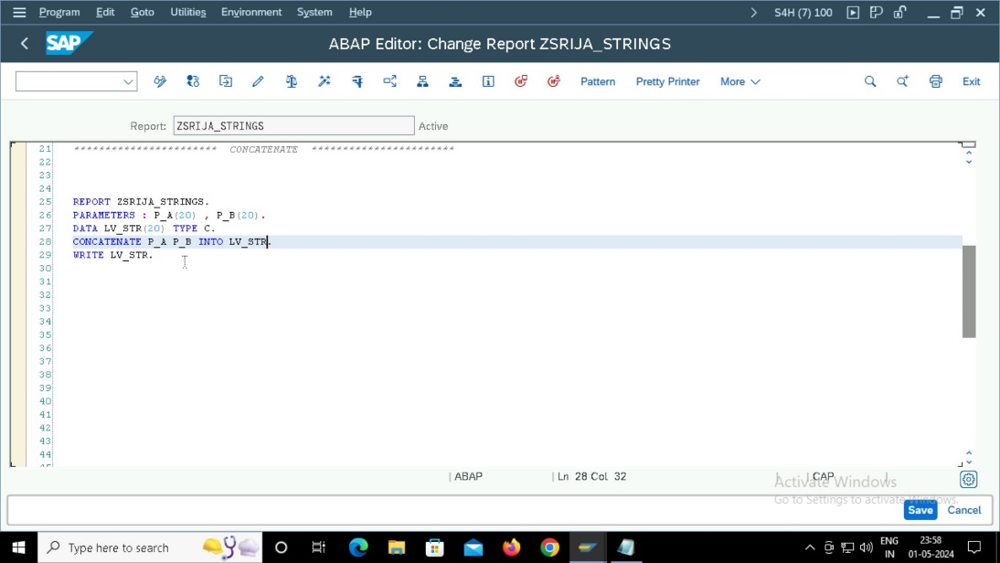 Program Edit Goto Utilities Environment System Help S4H (7) 100
SAP ABAP Editor: Change Report ZSRIJA_STRINGS
Pattern Pretty Printer More Exit
Report: ZSRIJA_STRINGS Active
21 *********************** CONCATENATE ***********************
22
23
24
25 REPORT ZSRIJA_STRINGS.
26 PARAMETERS : P_A(20) , P_B(20).
27 DATA LV_STR(20) TYPE C.
28 CONCATENATE P_A P_B INTO LV_STR.
29 WRITE LV_STR.
30
31
32
33
34
35
36
37
38
39
40
41
42
43
44
| ABAP | Ln 28 Col 32 | CAP |
Activate Windows
Go to Settings to activate Windows.
Save Cancel
Type here to search ENG 23:58
IN 01-05-2024